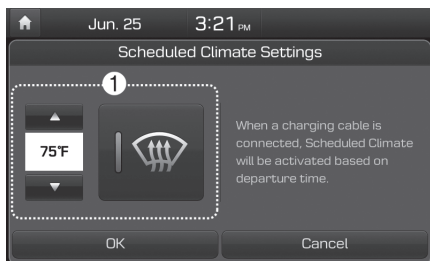 Jun. 25 3:21 PM
Scheduled Climate Settings
1
75°F
When a charging cable is
connected, Scheduled Climate
will be activated based on
departure time.
OK Cancel